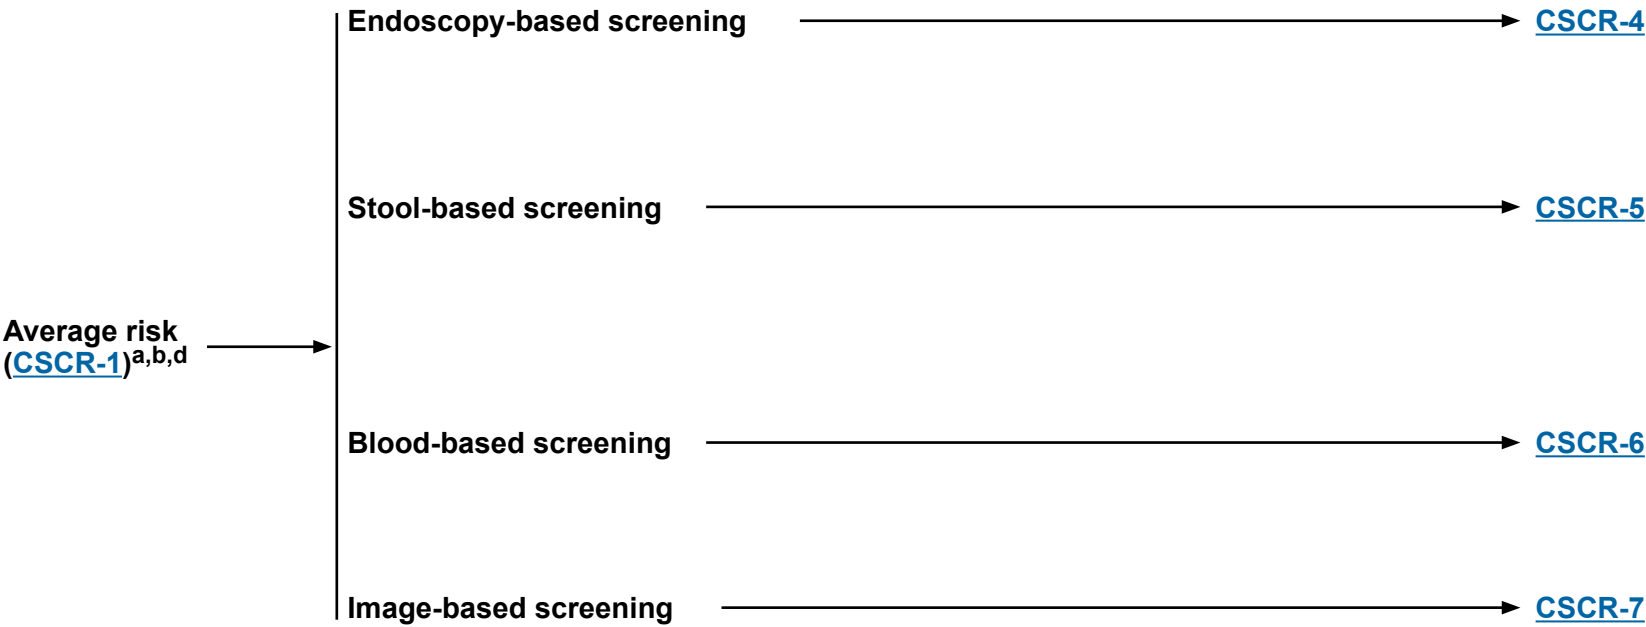 Endoscopy-based screening CSCR-4
Stool-based screening CSCR-5
Average risk
(CSCR-1)a,b,d
Blood-based screening CSCR-6
Image-based screening CSCR-7